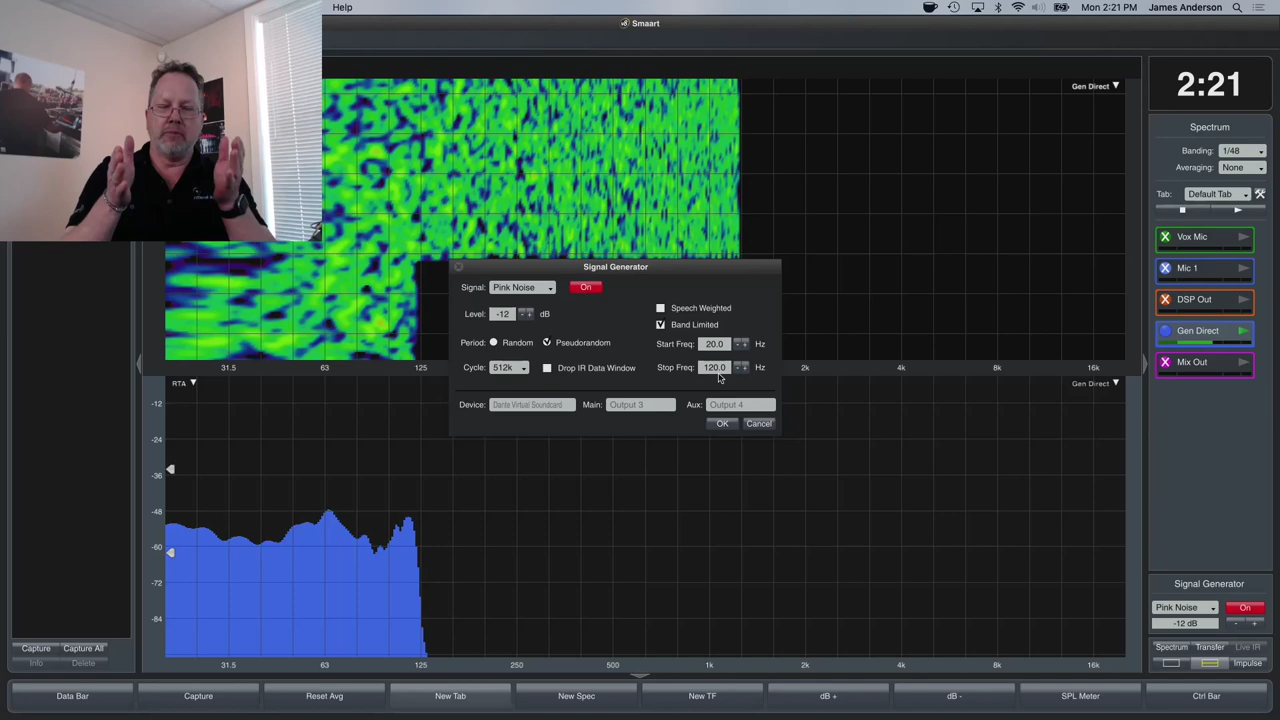 Help
Mon 2:21 PM James Anderson
Smaart
Gen Direct
2:21
Spectrum
Banding: 1/48
Averaging: None
Tab: Default Tab
Vox Mic
Mic 1
DSP Out
Gen Direct
Mix Out
Signal Generator
Signal: Pink Noise On
Level: -12 dB
Speech Weighted
Band Limited
Period: Random Pseudorandom
Start Freq: 20.0 Hz
Cycle: 512k Drop IR Data Window
Stop Freq: 120.0 Hz
Device: Dante Virtual Soundcard Main: Output 3 Aux: Output 4
OK Cancel
31.5 63 125 2k 4k 8k 16k
RTA Gen Direct
-12
-24
-36
-48
-60
-72
-84
31.5 63 125 250 500 1k 2k 4k 8k 16k
Signal Generator
Pink Noise On
-12 dB - +
Spectrum Transfer Live IR
Impulse
Capture Capture All
Info Delete
Data Bar Capture Reset Avg New Tab New Spec New TF dB + dB - SPL Meter Ctrl Bar